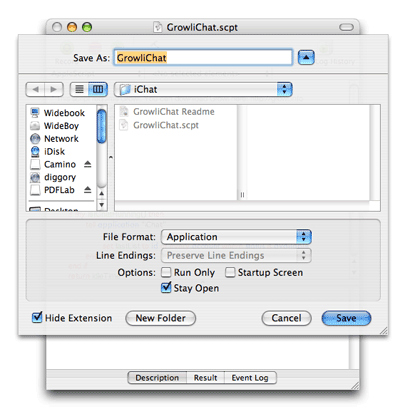 GrowliChat.scpt
Save As: GrowliChat
iChat
Widebook
WideBoy
Network
iDisk
Camino
diggory
PDFLab
Desktop
GrowliChat Readme
GrowliChat.scpt
File Format: Application
Line Endings: Preserve Line Endings
Options: Run Only Startup Screen
Stay Open
Hide Extension New Folder Cancel Save
Description Result Event Log